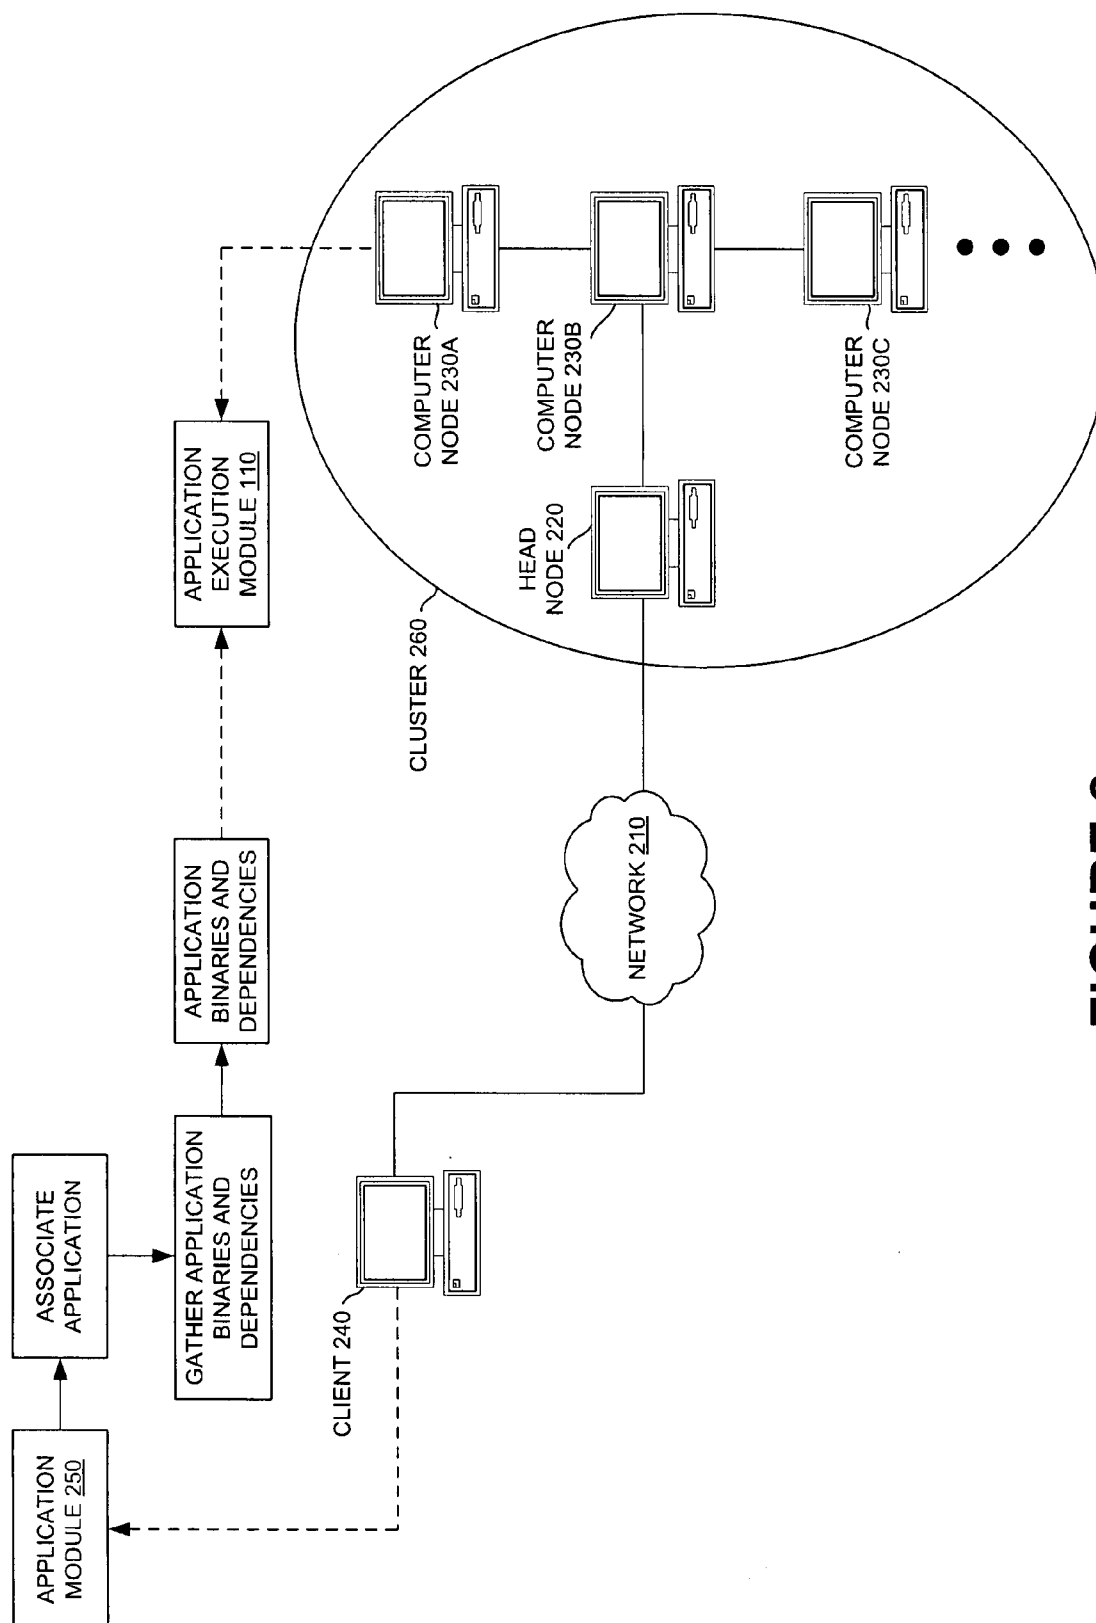 APPLICATION
MODULE 250
ASSOCIATE
APPLICATION
GATHER APPLICATION
BINARIES AND
DEPENDENCIES
APPLICATION
BINARIES AND
DEPENDENCIES
APPLICATION
EXECUTION
MODULE 110
CLIENT 240
CLUSTER 260
COMPUTER
NODE 230A
HEAD
NODE 220
COMPUTER
NODE 230B
NETWORK 210
COMPUTER
NODE 230C
FIGURE